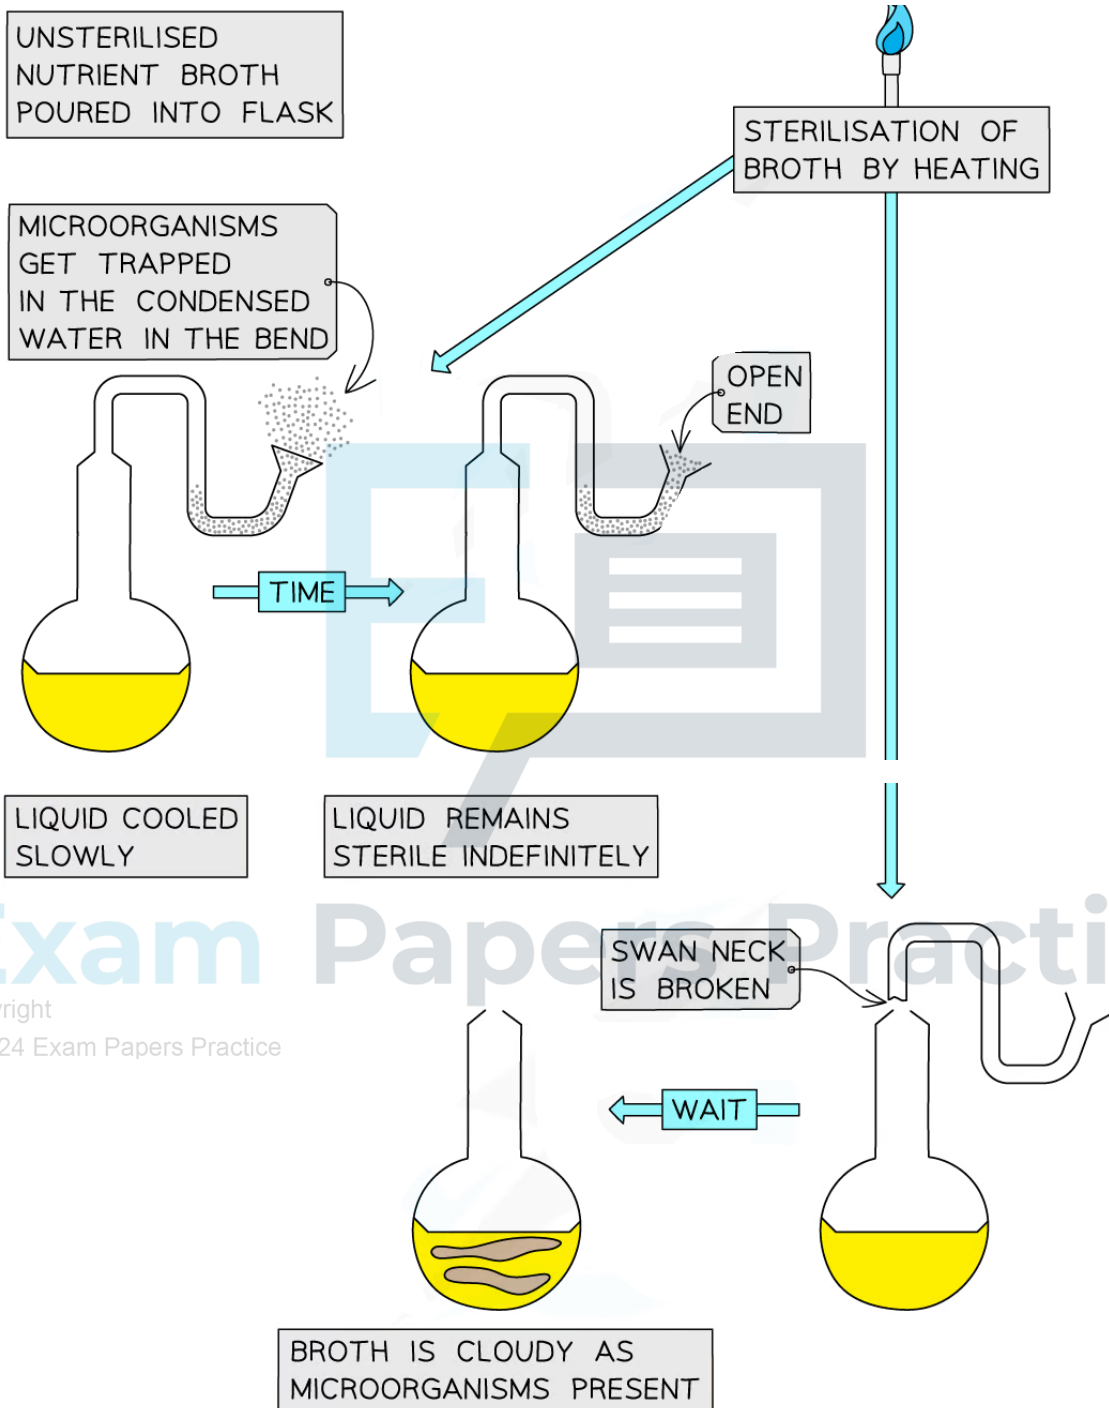 UNSTERILISED
NUTRIENT BROTH
POURED INTO FLASK
STERILISATION OF
BROTH BY HEATING
MICROORGANISMS
GET TRAPPED
IN THE CONDENSED
WATER IN THE BEND
OPEN
END
TIME
LIQUID COOLED
SLOWLY
LIQUID REMAINS
STERILE INDEFINITELY
Exam Papers Practi
yright
24 Exam Papers Practice
SWAN NECK
IS BROKEN
WAIT
BROTH IS CLOUDY AS
MICROORGANISMS PRESENT